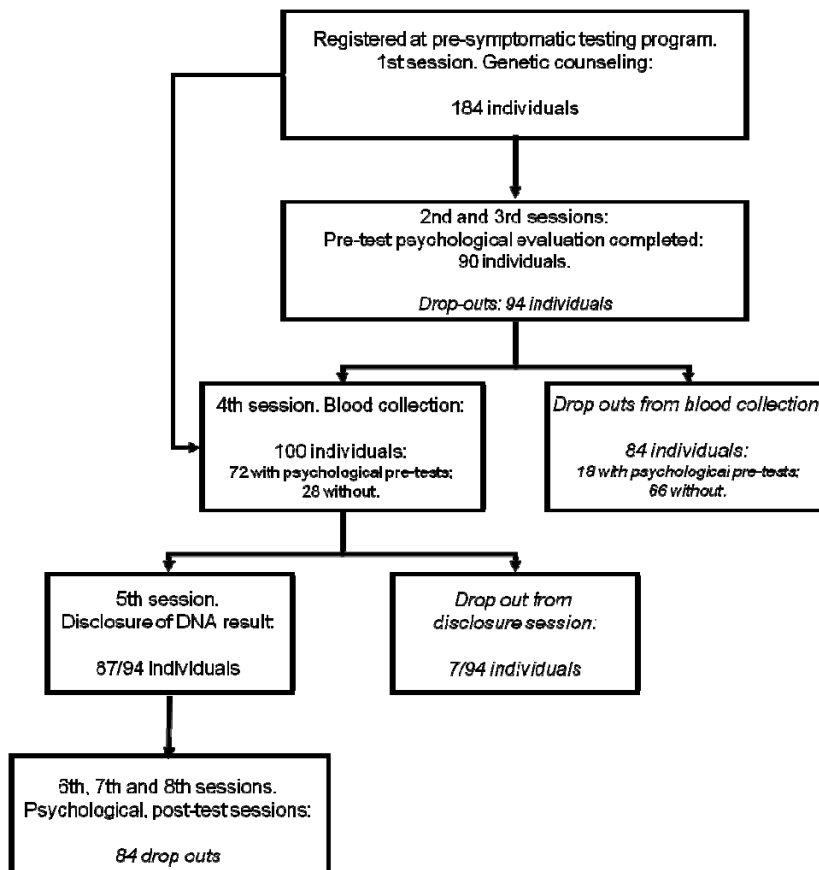 Registered at pre-symptomatic testing program.
1st session. Genetic counseling:
184 individuals
2nd and 3rd sessions:
Pre-test psychological evaluation completed:
90 individuals.
Drop-outs: 94 individuals
4th session. Blood collection:
100 individuals:
72 with psychological pre-tests;
28 without.
Drop outs from blood collection
84 individuals:
18 with psychological pre-tests;
66 without.
5th session.
Disclosure of DNA result:
87/94 individuals
Drop out from
disclosure session:
7/94 individuals
6th, 7th and 8th sessions.
Psychological, post-test sessions:
84 drop outs